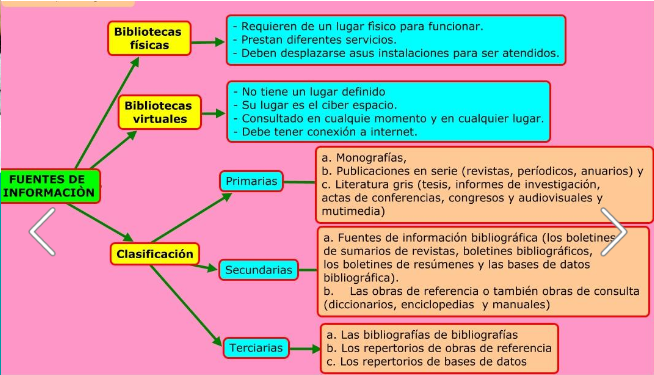 Bibliotecas
físicas
- Requieren de un lugar fisico para funcionar.
- Prestan diferentes servicios.
- Deben desplazarse asus instalaciones para ser atendidos.
Bibliotecas
virtuales
- No tiene un lugar definido
- Su lugar es el ciber espacio.
- Consultado en cualquie momento y en cualquier lugar.
- Debe tener conexión a internet.
FUENTES DE
INFORMACIÒN
Clasificación
Primarias
a. Monografías,
b. Publicaciones en serie (revistas, períodicos, anuarios) y
c. Literatura gris (tesis, informes de investigación,
actas de conferencias, congresos y audiovisuales y
mutimedia)
Secundarias
a. Fuentes de información bibliográfica (los boletines
de sumarios de revistas, boletines bibliográficos,
los boletines de resúmenes y las bases de datos
bibliográfica).
b. Las obras de referencia o también obras de consulta
(diccionarios, enciclopedias y manuales)
Terciarias
a. Las bibliografías de bibliografías
b. Los repertorios de obras de referencia
c. Los repertorios de bases de datos